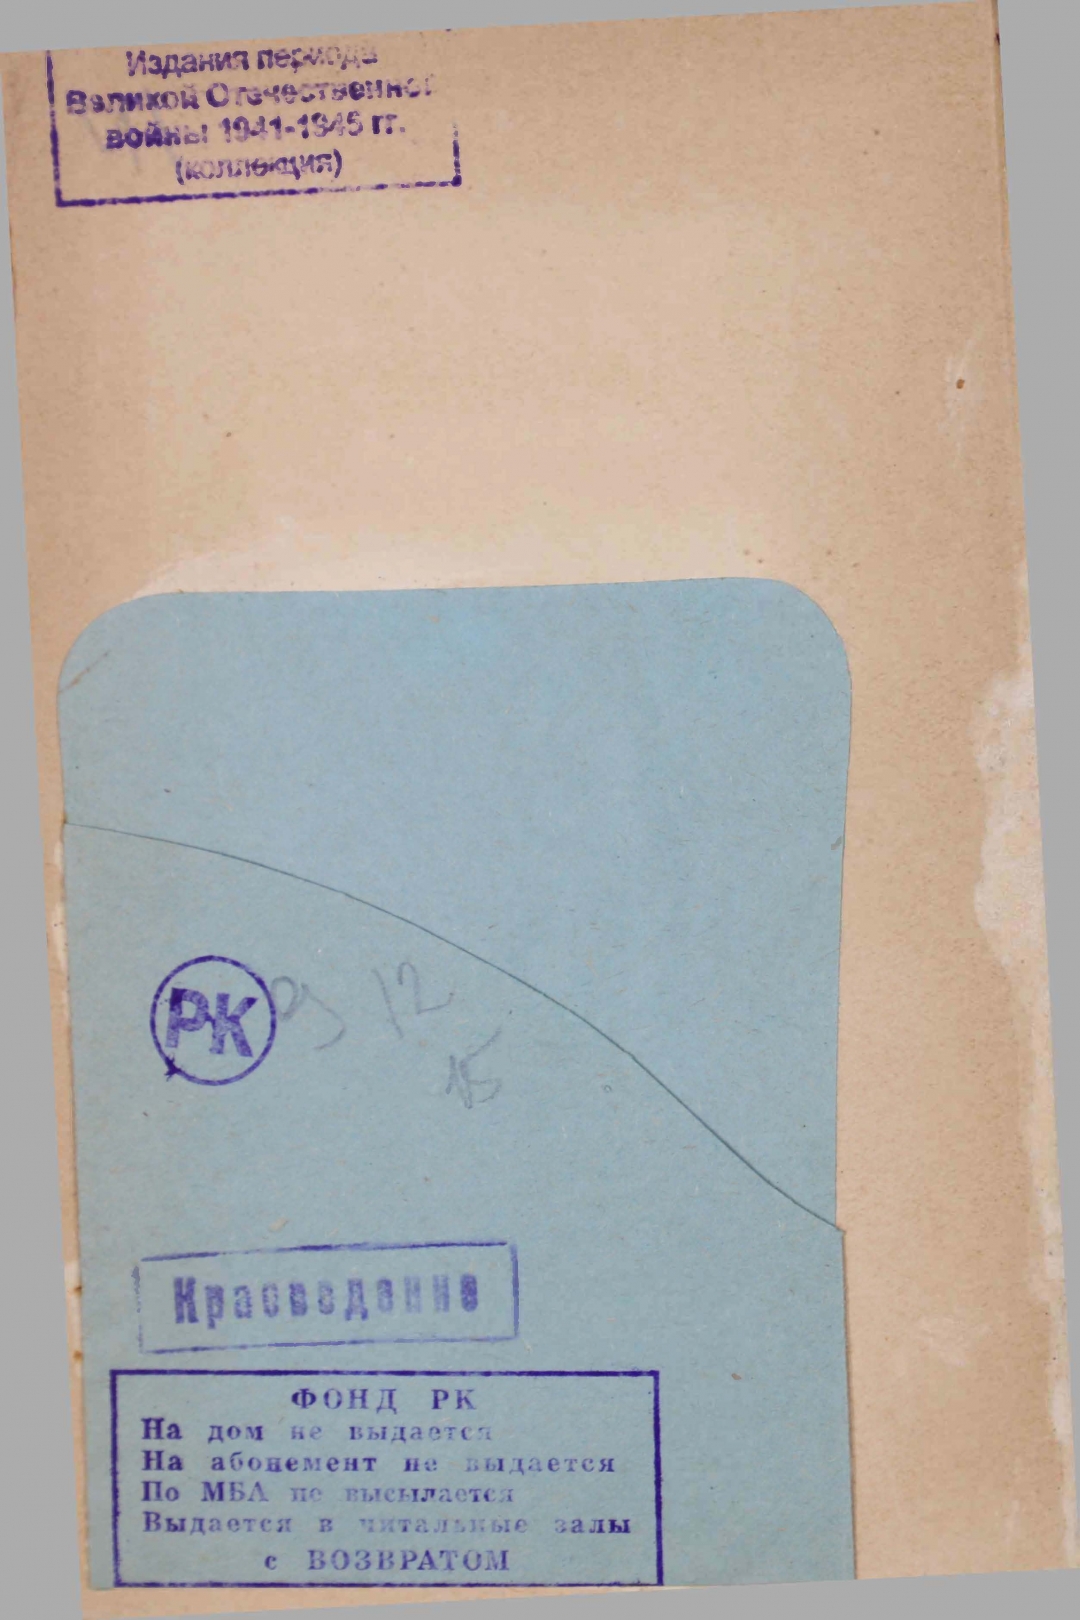 Издания периода
Великой Отечественной
войны 1941-1945 гг.
(коллекция)
РК
12
15
Краеведение
ФОНД РК
На дом не выдается
На абонемент не выдается
По МБА не высылается
Выдается в читальные залы
с ВОЗВРАТОМ